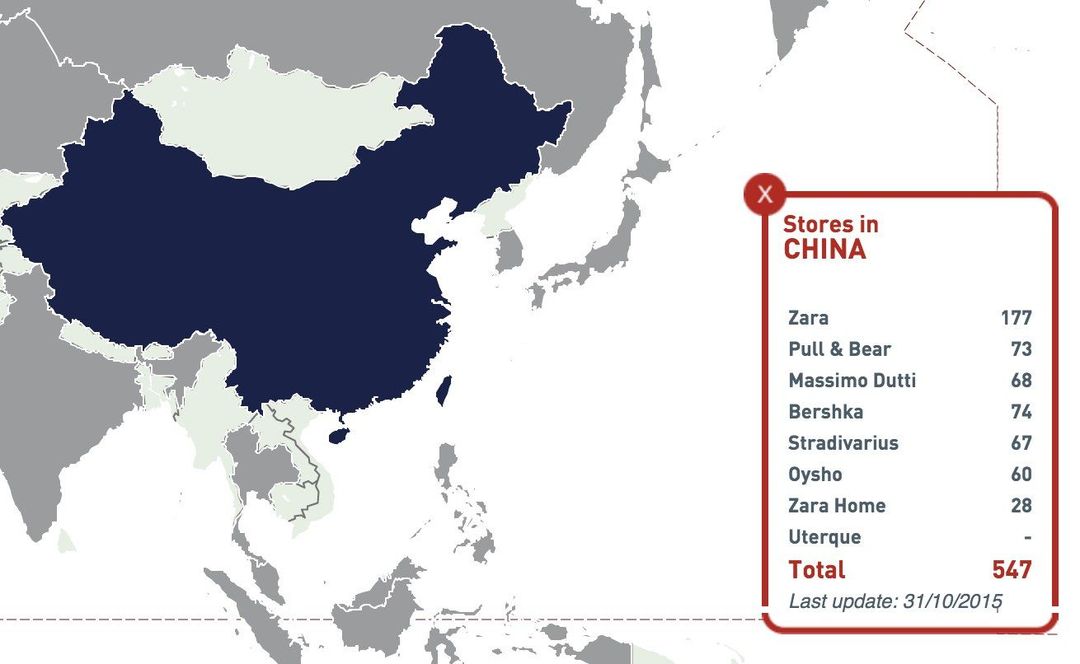 X
Stores in
CHINA
Zara 177
Pull & Bear 73
Massimo Dutti 68
Bershka 74
Stradivarius 67
Oysho 60
Zara Home 28
Uterque -
Total 547
Last update: 31/10/2015